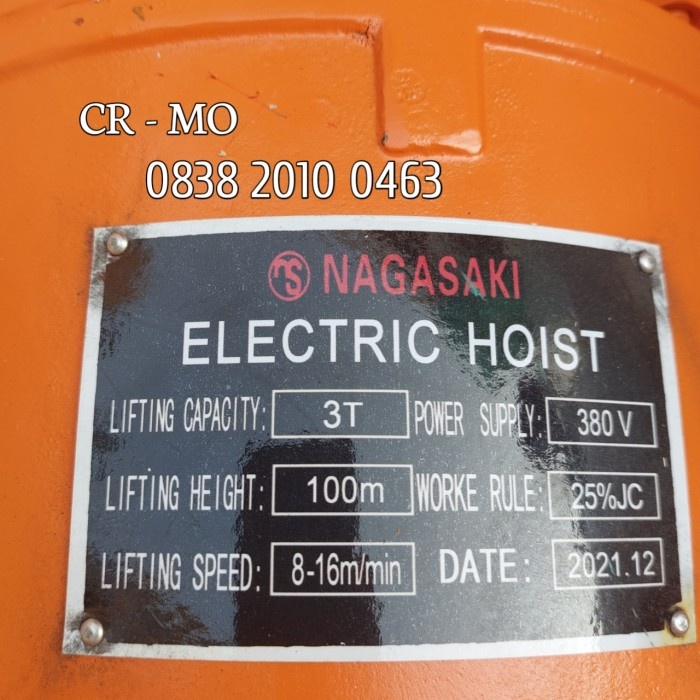 CR - MO
0838 2010 0463
NS NAGASAKI
ELECTRIC HOIST
LIFTING CAPACITY: 3T POWER SUPPLY: 380 V
LIFTING HEIGHT: 100m WORKE RULE: 25%JC
LIFTING SPEED: 8-16m/min DATE: 2021.12